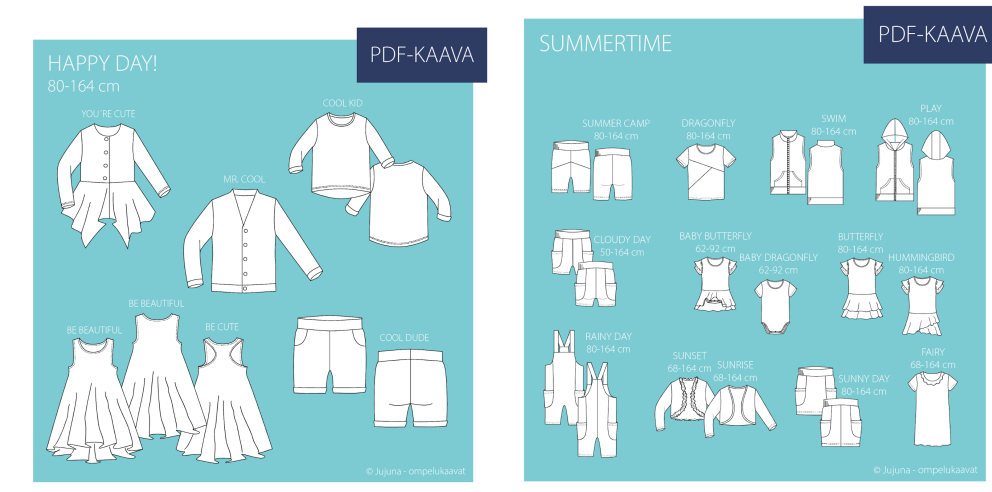 PDF-KAAVA
HAPPY DAY!
80-164 cm
YOU'RE CUTE
COOL KID
MR. COOL
BE BEAUTIFUL
BE BEAUTIFUL
BE CUTE
COOL DUDE
© Jujuna - ompelukaavat
PDF-KAAVA
SUMMERTIME
SUMMER CAMP
80-164 cm
DRAGONFLY
80-164 cm
SWIM
80-164 cm
PLAY
80-164 cm
CLOUDY DAY
50-164 cm
BABY BUTTERFLY
62-92 cm
BABY DRAGONFLY
62-92 cm
BUTTERFLY
80-164 cm
HUMMINGBIRD
80-164 cm
RAINY DAY
80-164 cm
SUNSET
68-164 cm
SUNRISE
68-164 cm
SUNNY DAY
80-164 cm
FAIRY
68-164 cm
© Jujuna - ompelukaavat